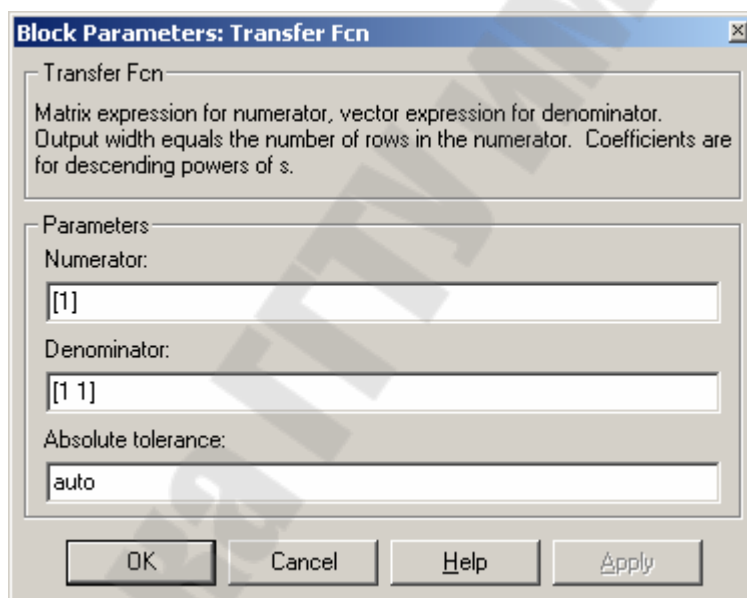 Block Parameters: Transfer Fcn
Transfer Fcn
Matrix expression for numerator, vector expression for denominator.
Output width equals the number of rows in the numerator. Coefficients are
for descending powers of s.
Parameters
Numerator:
[1]
Denominator:
[1 1]
Absolute tolerance:
auto
OK
Cancel
Help
Apply